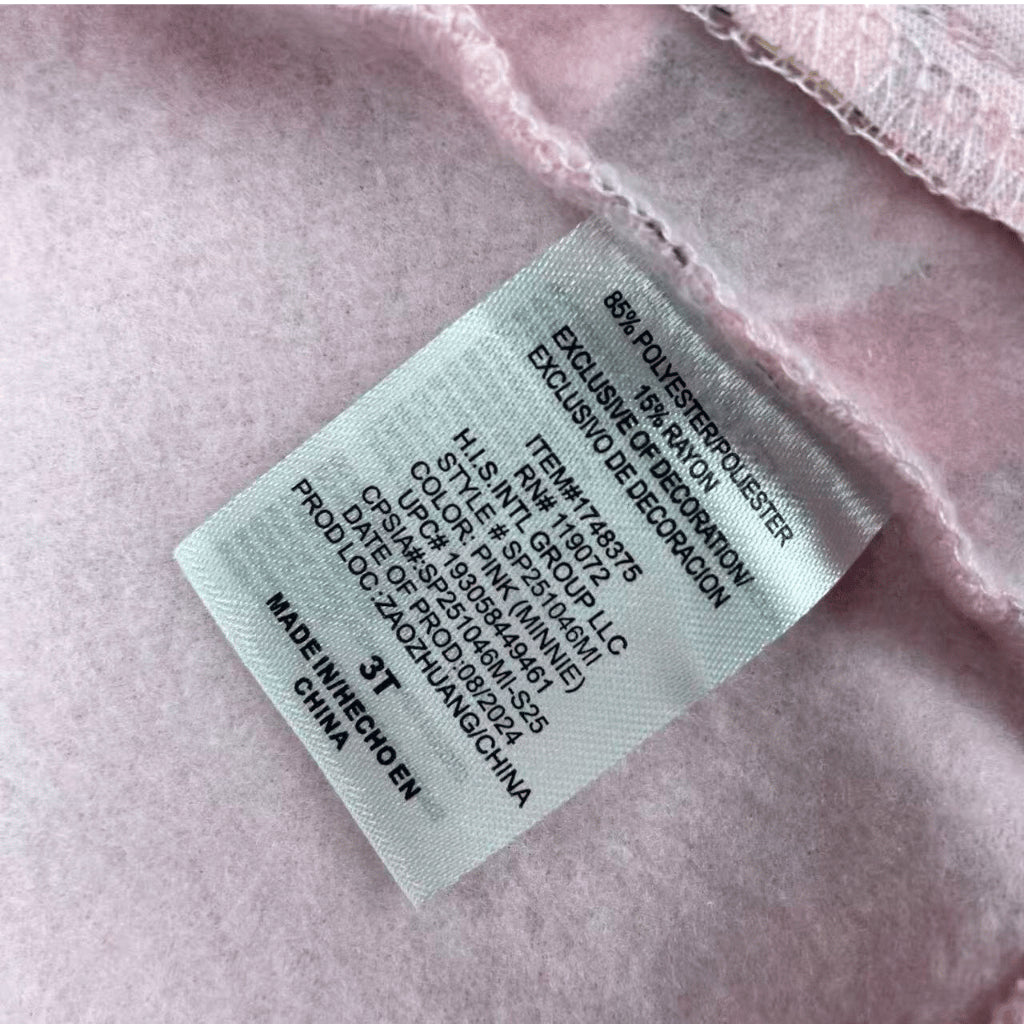 85% POLYESTER/POLIESTER
15% RAYON
EXCLUSIVE OF DECORATION/
EXCLUSIVO DE DECORACION
ITEM#1748375
RN# 119072
H.I.S.INTL GROUP LLC
STYLE # SP251046MI
COLOR: PINK (MINNIE)
UPC# 193058449461
CPSIA#:SP251046MI-S25
DATE OF PROD:08/2024
PROD LOC:ZAOZHUANG/CHINA
3T
MADE IN/HECHO EN
CHINA